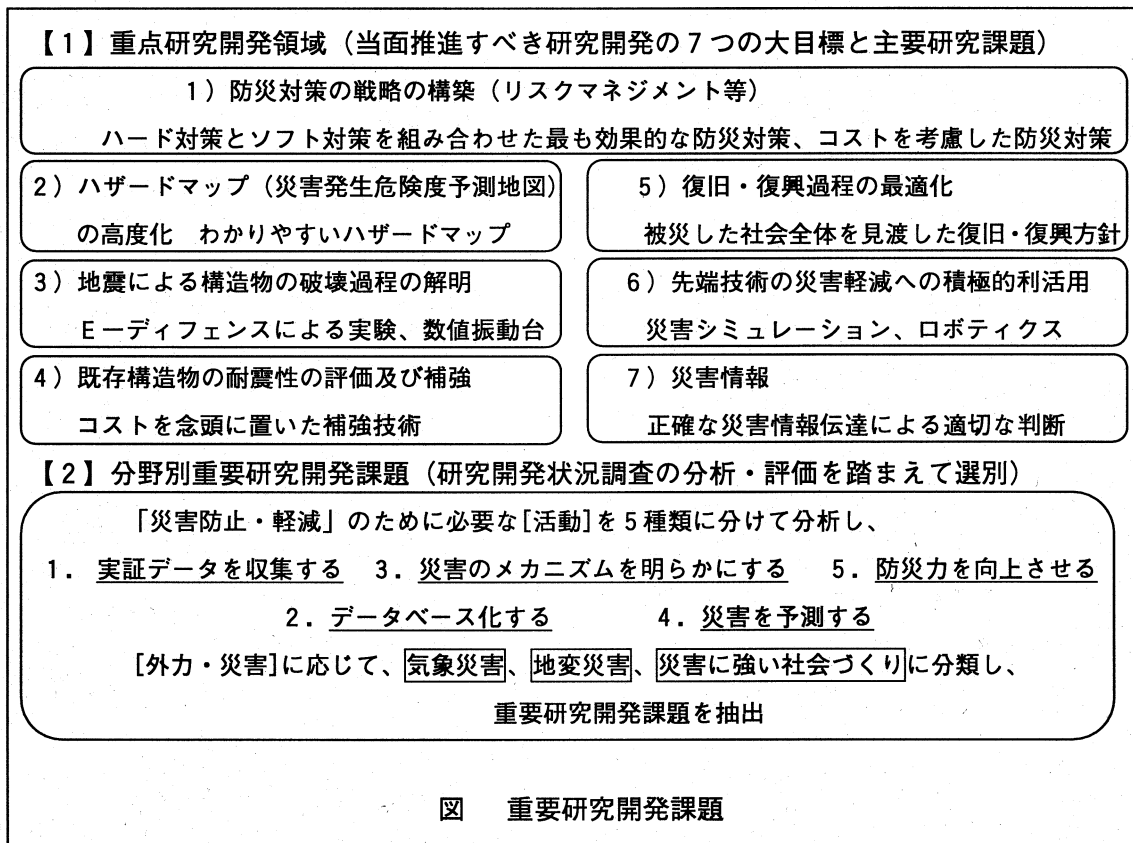 【1】重点研究開発領域（当面推進すべき研究開発の7つの大目標と主要研究課題）
1）防災対策の戦略の構築（リスクマネジメント等）
ハード対策とソフト対策を組み合わせた最も効果的な防災対策、コストを考慮した防災対策
2）ハザードマップ（災害発生危険度予測地図）
の高度化　わかりやすいハザードマップ
3）地震による構造物の破壊過程の解明
E－ディフェンスによる実験、数値振動台
4）既存構造物の耐震性の評価及び補強
コストを念頭に置いた補強技術
5）復旧・復興過程の最適化
被災した社会全体を見渡した復旧・復興方針
6）先端技術の災害軽減への積極的利活用
災害シミュレーション、ロボティクス
7）災害情報
正確な災害情報伝達による適切な判断
【2】分野別重要研究開発課題（研究開発状況調査の分析・評価を踏まえて選別）
「災害防止・軽減」のために必要な[活動]を5種類に分けて分析し、
1．実証データを収集する　3．災害のメカニズムを明らかにする　5．防災力を向上させる
2．データベース化する　4．災害を予測する
[外力・災害]に応じて、気象災害、地変災害、災害に強い社会づくりに分類し、
重要研究開発課題を抽出
図　重要研究開発課題